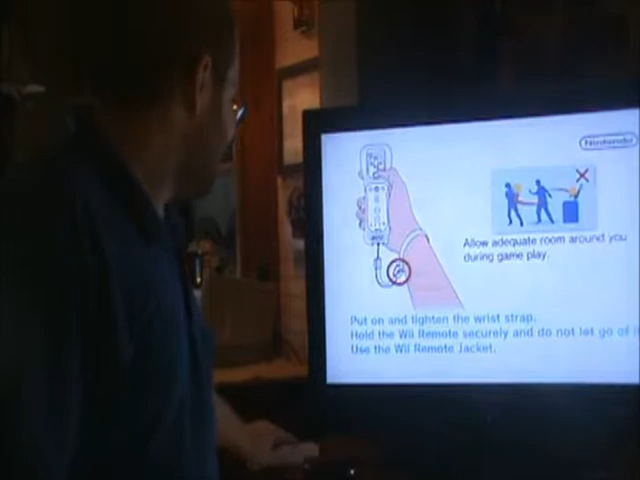 Nintendo
Allow adequate room around you
during game play.
Put on and tighten the wrist strap.
Hold the Wii Remote securely and do not let go of
Use the Wii Remote Jacket.